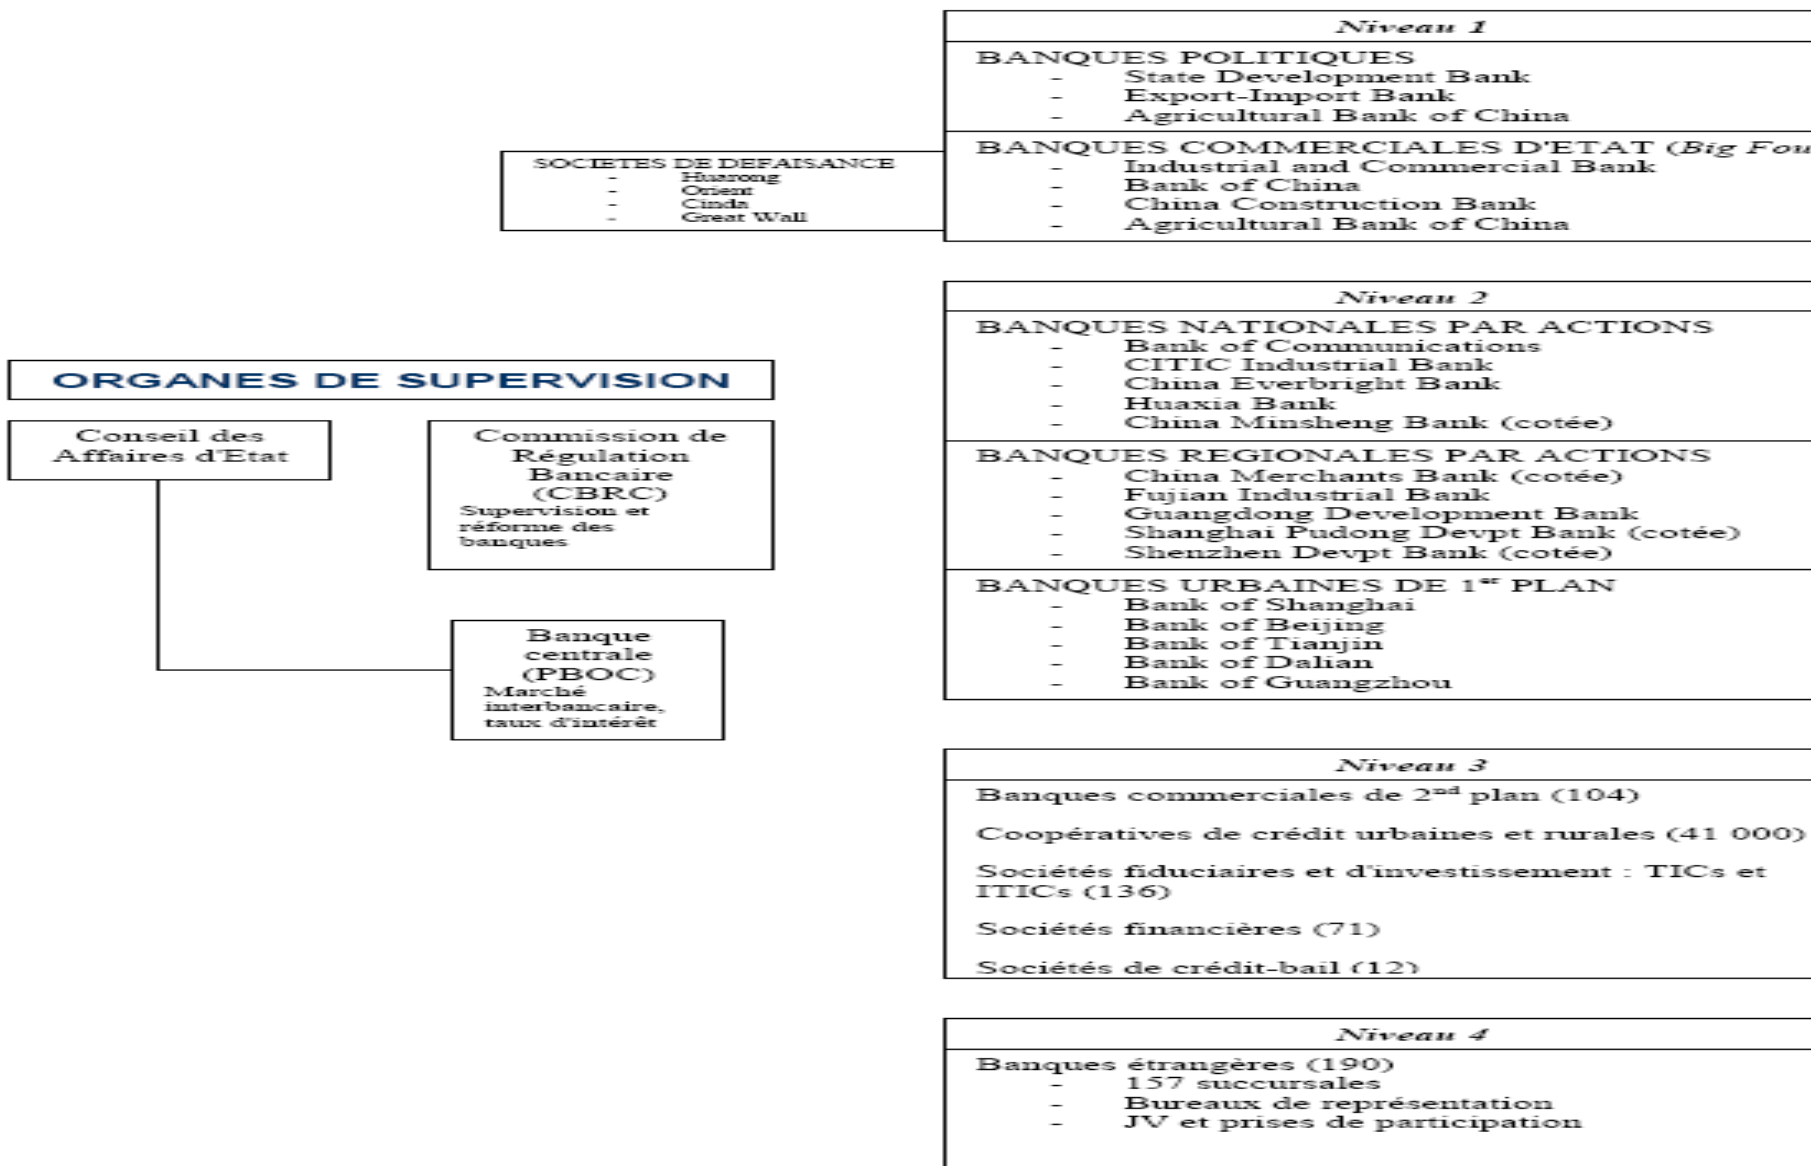 Niveau 1
BANQUES POLITIQUES
- State Development Bank
- Export-Import Bank
- Agricultural Bank of China
BANQUES COMMERCIALES D'ETAT (Big Fou
- Industrial and Commercial Bank
- Bank of China
- China Construction Bank
- Agricultural Bank of China
SOCIETES DE DEFAISANCE
- Huarong
- Orient
- Cinda
- Great Wall
Niveau 2
BANQUES NATIONALES PAR ACTIONS
- Bank of Communications
- CITIC Industrial Bank
- China Everbright Bank
- Huaxia Bank
- China Minsheng Bank (cotée)
BANQUES REGIONALES PAR ACTIONS
- China Merchants Bank (cotée)
- Fujian Industrial Bank
- Guangdong Development Bank
- Shanghai Pudong Devpt Bank (cotée)
- Shenzhen Devpt Bank (cotée)
BANQUES URBAINES DE 1er PLAN
- Bank of Shanghai
- Bank of Beijing
- Bank of Tianjin
- Bank of Dalian
- Bank of Guangzhou
ORGANES DE SUPERVISION
Conseil des
Affaires d'Etat
Commission de
Régulation
Bancaire
(CBRC)
Supervision et
réforme des
banques
Banque
centrale
(PBOC)
Marché
interbancaire,
taux d'intérêt
Niveau 3
Banques commerciales de 2nd plan (104)
Coopératives de crédit urbaines et rurales (41 000)
Sociétés fiduciaires et d'investissement : TICs et
ITICs (136)
Sociétés financières (71)
Sociétés de crédit-bail (12)
Niveau 4
Banques étrangères (190)
- 157 succursales
- Bureaux de représentation
- JV et prises de participation